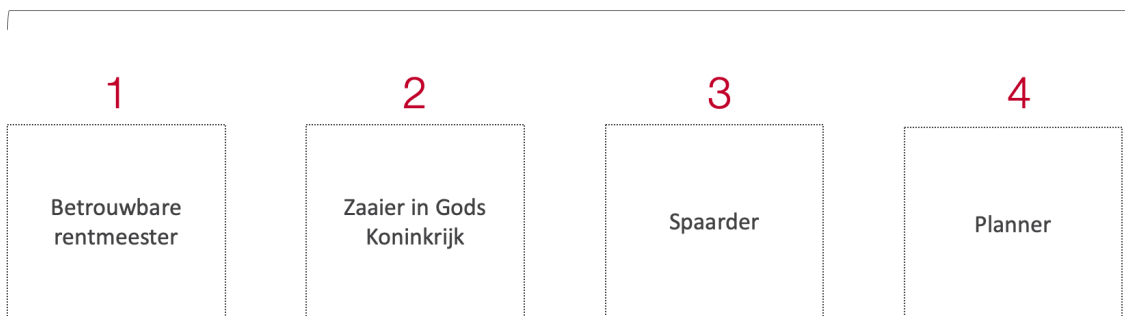 1
2
3
4
Betrouwbare
rentmeester
Zaaier in Gods
Koninkrijk
Spaarder
Planner